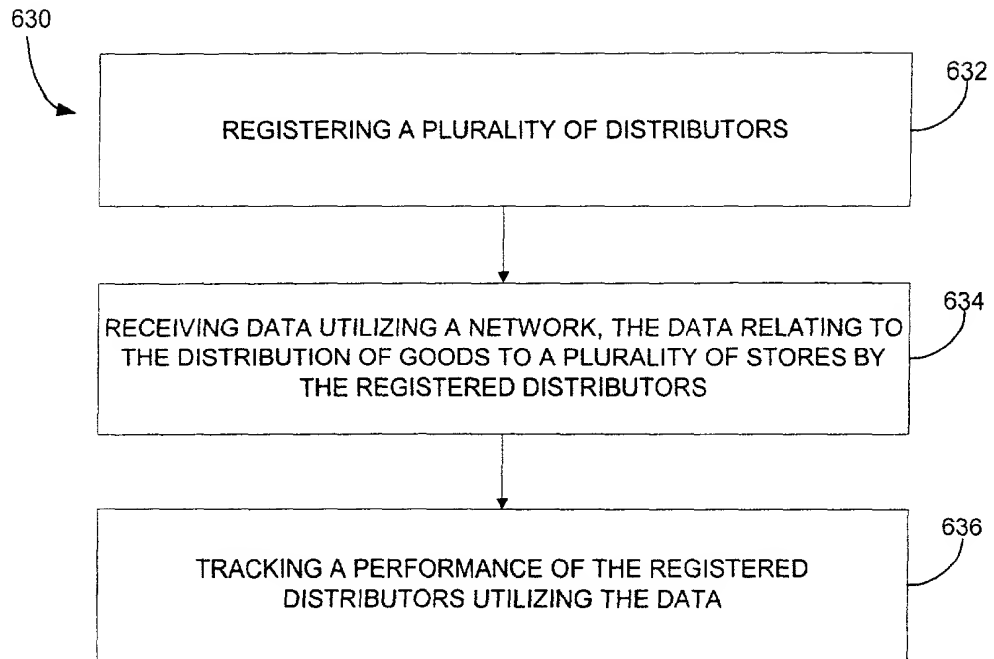 630
632
REGISTERING A PLURALITY OF DISTRIBUTORS
634
RECEIVING DATA UTILIZING A NETWORK, THE DATA RELATING TO
THE DISTRIBUTION OF GOODS TO A PLURALITY OF STORES BY
THE REGISTERED DISTRIBUTORS
636
TRACKING A PERFORMANCE OF THE REGISTERED
DISTRIBUTORS UTILIZING THE DATA